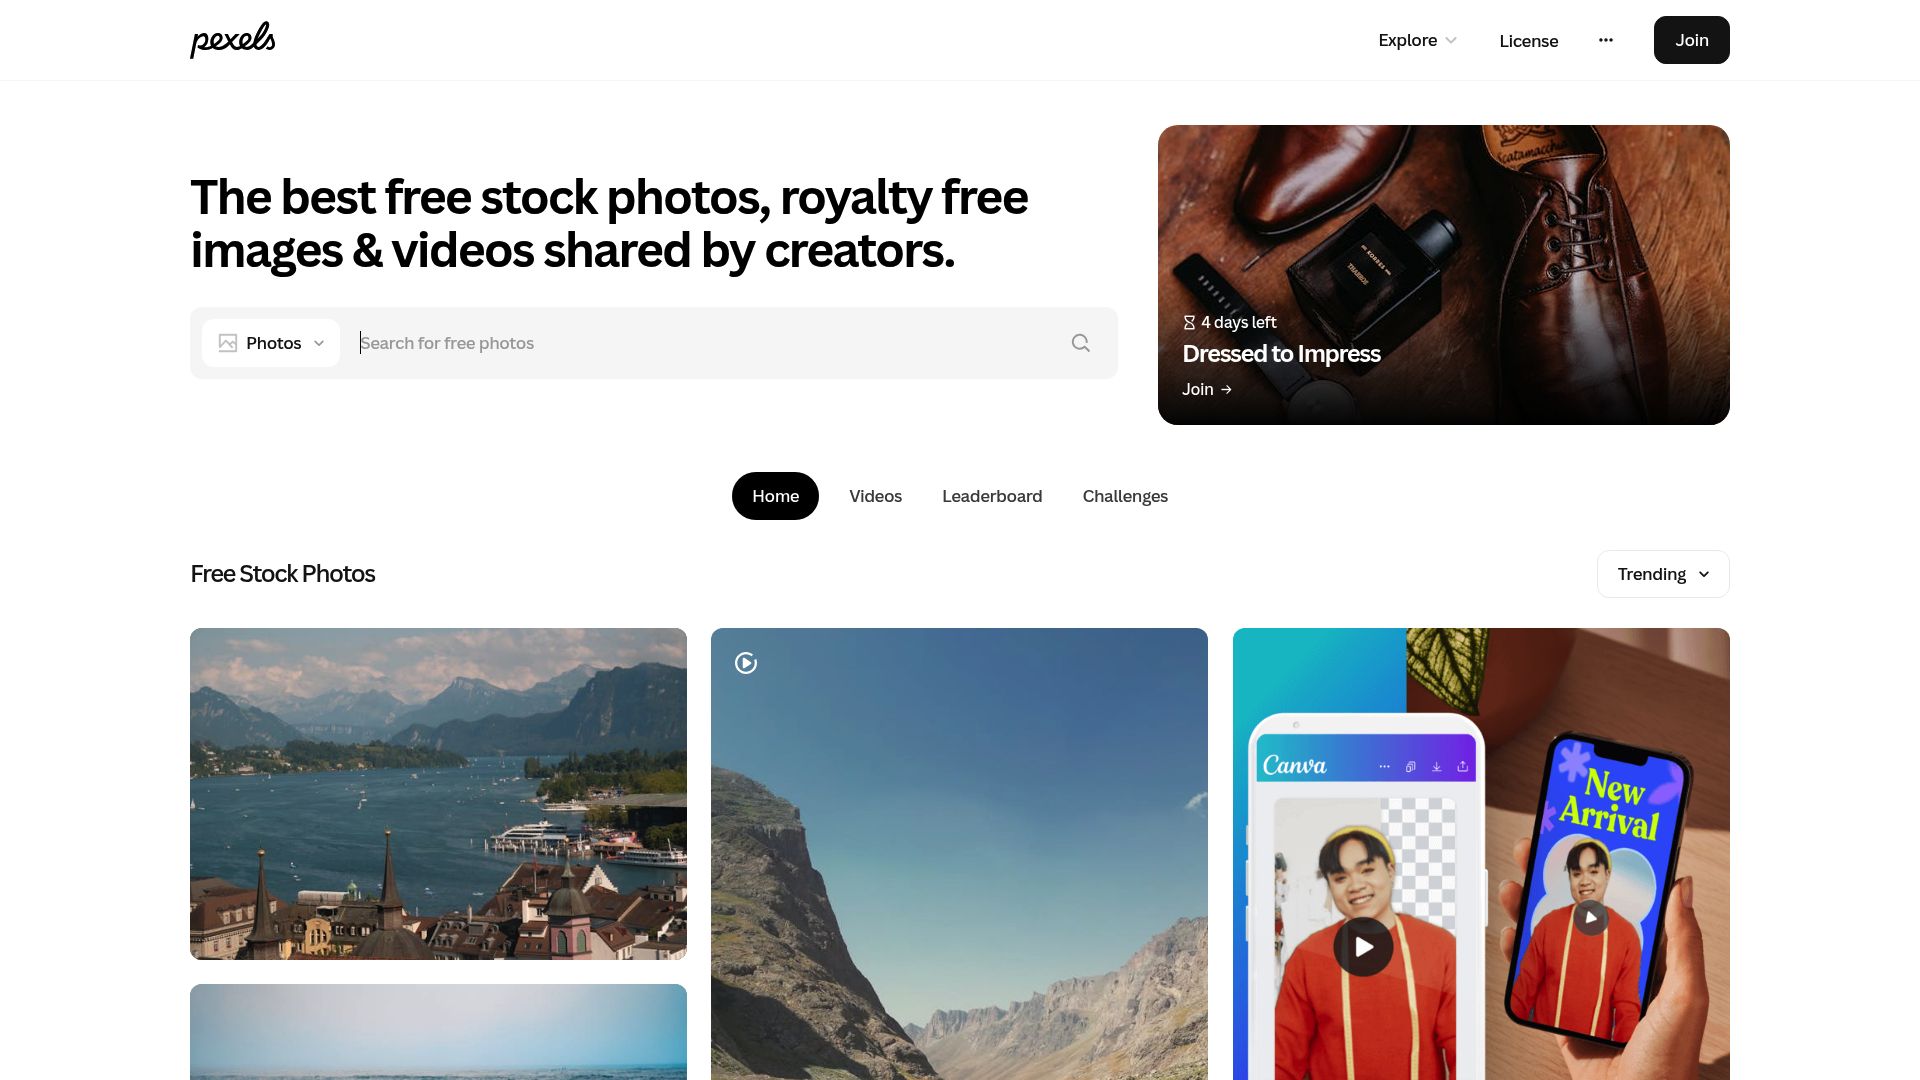 pexels
Explore
License
Join
The best free stock photos, royalty free
images & videos shared by creators.
Photos
Search for free photos
Scatamacchia
KORRES
4 days left
Dressed to Impress
Join →
Home
Videos
Leaderboard
Challenges
Free Stock Photos
Trending
Canva
New
Arrival